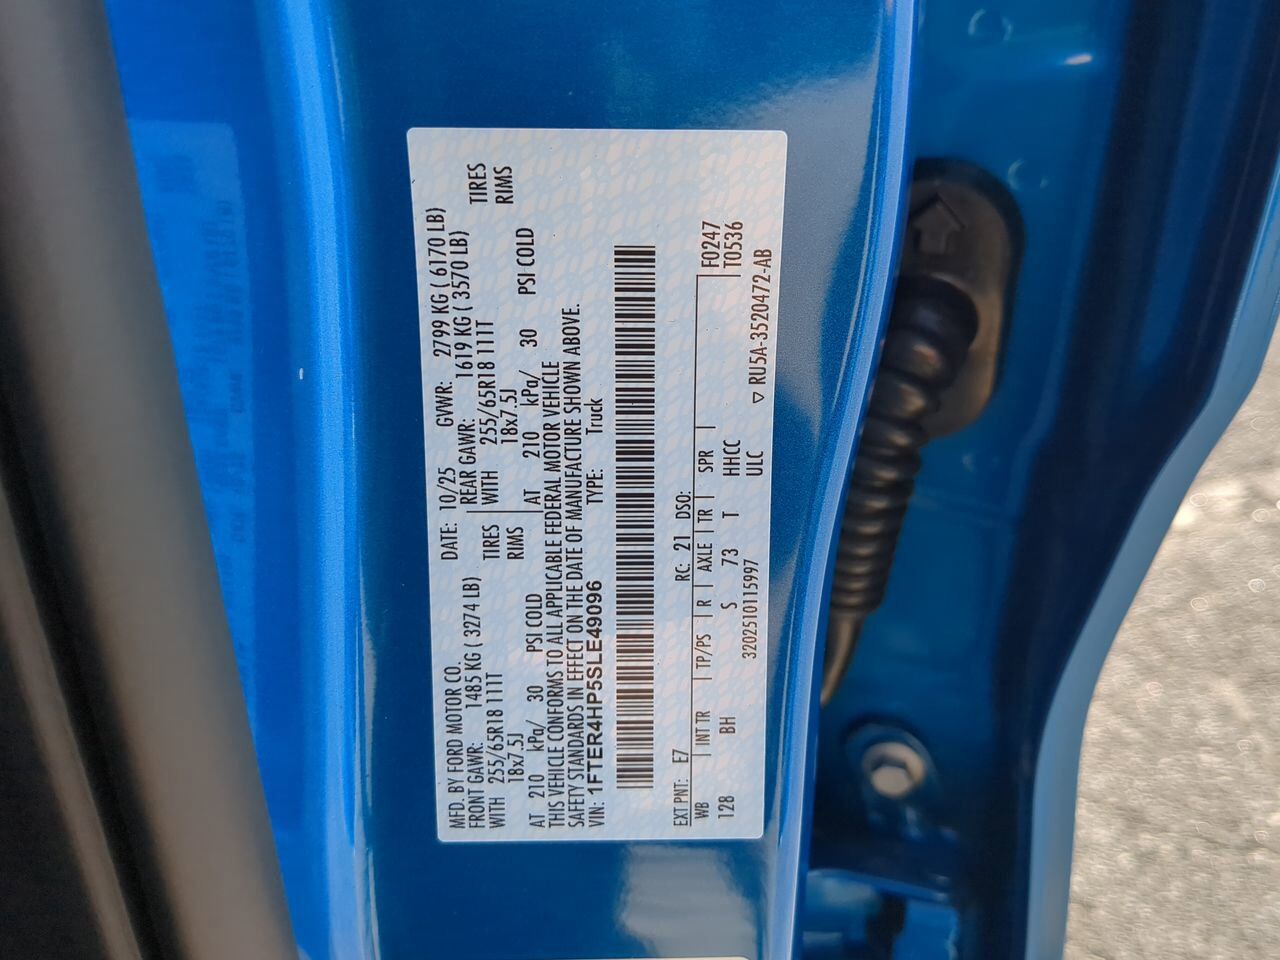 MFD. BY FORD MOTOR CO. DATE: 10/25 GVWR: 2799 KG ( 6170 LB)
FRONT GAWR: 1485 KG ( 3274 LB) REAR GAWR: 1619 KG ( 3570 LB)
WITH 255/65R18 111T TIRES WITH 255/65R18 111T TIRES
18x7.5J RIMS 18x7.5J RIMS
AT 210 kPa/ 30 PSI COLD AT 210 kPa/ 30 PSI COLD
THIS VEHICLE CONFORMS TO ALL APPLICABLE FEDERAL MOTOR VEHICLE
SAFETY STANDARDS IN EFFECT ON THE DATE OF MANUFACTURE SHOWN ABOVE.
VIN: 1FTER4HP5SLE49096 TYPE: Truck
EXT PNT: E7 RC: 21 DSO:
WB INT TR TP/PS R AXLE TR SPR F0247
128 BH S 73 T HHCC T0536
3202510115997 ULC
▽ RU5A-3520472-AB